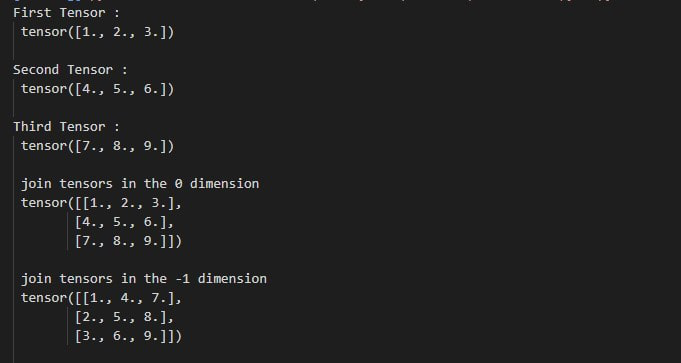 First Tensor :
tensor([1., 2., 3.])
Second Tensor :
tensor([4., 5., 6.])
Third Tensor :
tensor([7., 8., 9.])
join tensors in the 0 dimension
tensor([[1., 2., 3.],
[4., 5., 6.],
[7., 8., 9.]])
join tensors in the -1 dimension
tensor([[1., 4., 7.],
[2., 5., 8.],
[3., 6., 9.]])